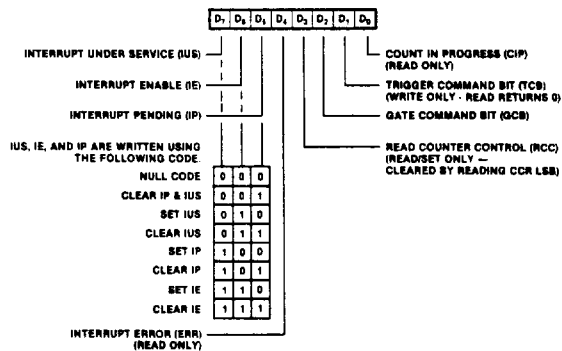 D7 D6 D5 D4 D3 D2 D1 D0
INTERRUPT UNDER SERVICE (IUS)
INTERRUPT ENABLE (IE)
INTERRUPT PENDING (IP)
IUS, IE, AND IP ARE WRITTEN USING
THE FOLLOWING CODE.
NULL CODE 0 0 0
CLEAR IP & IUS 0 0 1
SET IUS 0 1 0
CLEAR IUS 0 1 1
SET IP 1 0 0
CLEAR IP 1 0 1
SET IE 1 1 0
CLEAR IE 1 1 1
INTERRUPT ERROR (ERR)
(READ ONLY)
COUNT IN PROGRESS (CIP)
(READ ONLY)
TRIGGER COMMAND BIT (TCB)
(WRITE ONLY - READ RETURNS 0)
GATE COMMAND BIT (GCB)
READ COUNTER CONTROL (RCC)
(READ/SET ONLY —
CLEARED BY READING CCR LSB)